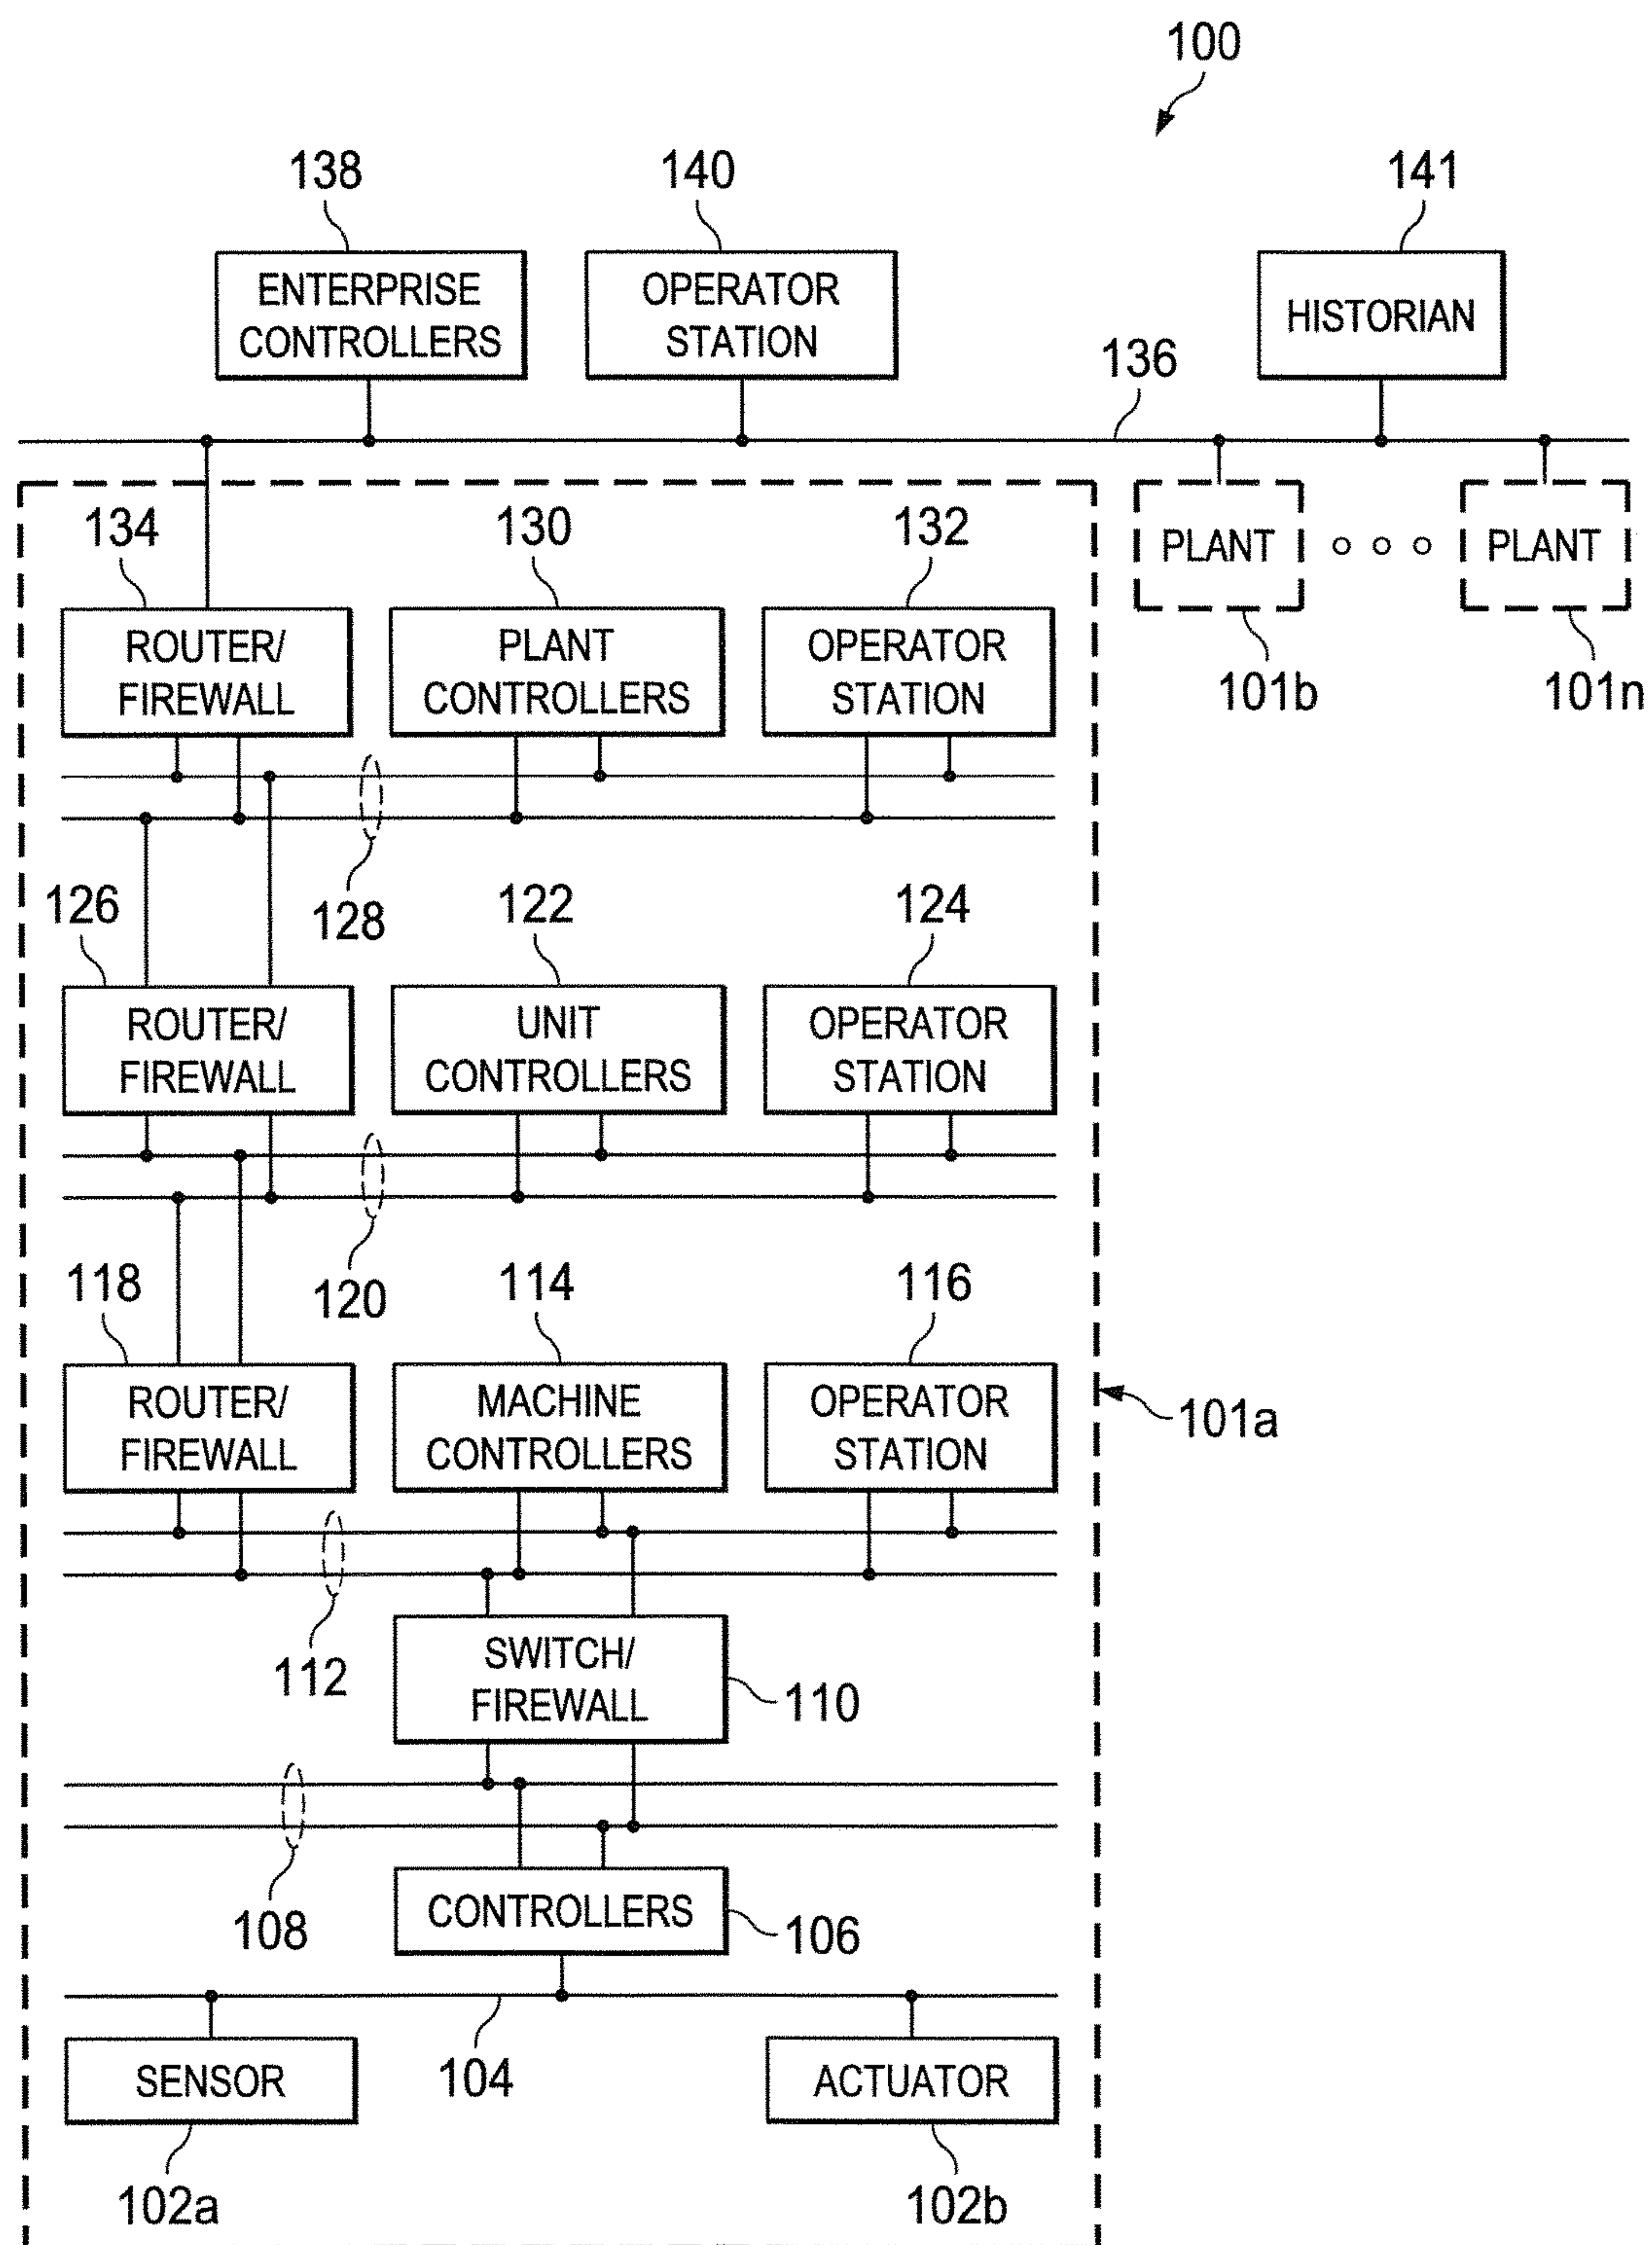 100
138
140
141
ENTERPRISE
CONTROLLERS
OPERATOR
STATION
HISTORIAN
136
134
130
132
PLANT
PLANT
ROUTER/
FIREWALL
PLANT
CONTROLLERS
OPERATOR
STATION
101b
101n
128
126
122
124
ROUTER/
FIREWALL
UNIT
CONTROLLERS
OPERATOR
STATION
120
118
114
116
ROUTER/
FIREWALL
MACHINE
CONTROLLERS
OPERATOR
STATION
101a
112
SWITCH/
FIREWALL
110
108
CONTROLLERS
106
104
SENSOR
ACTUATOR
102a
102b